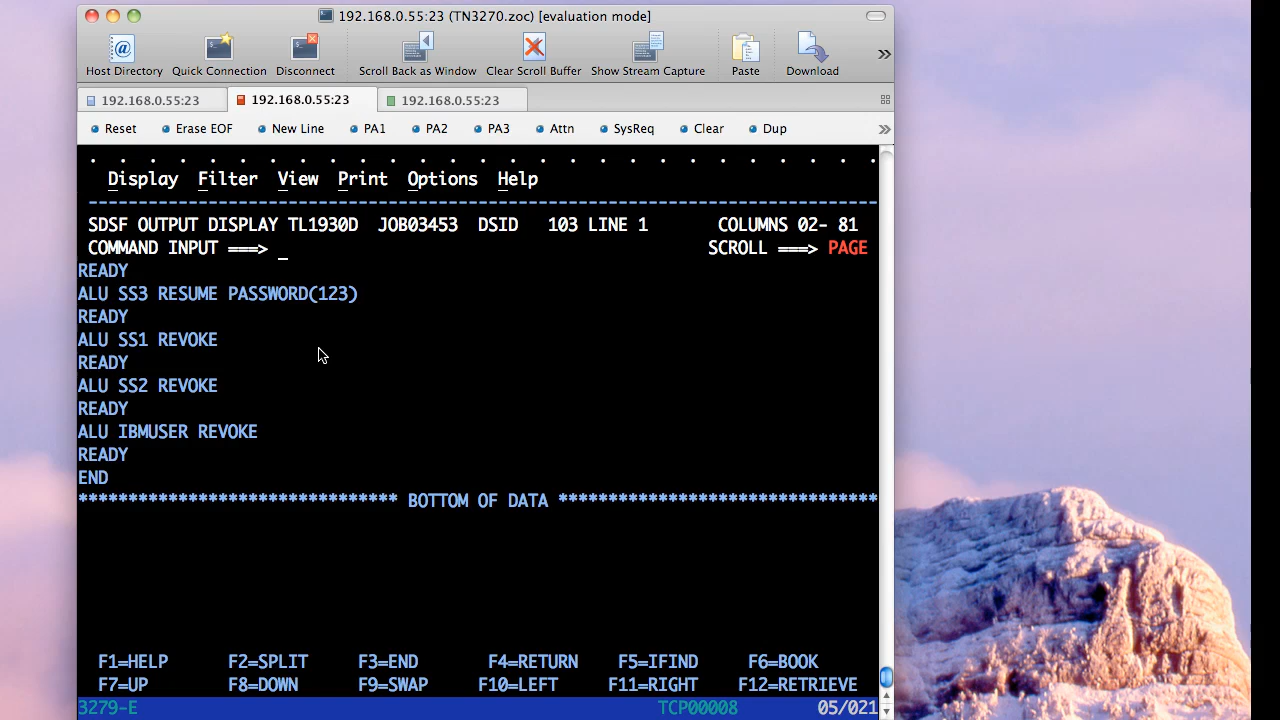 192.168.0.55:23 (TN3270.zoc) [evaluation mode]
Host Directory Quick Connection Disconnect Scroll Back as Window Clear Scroll Buffer Show Stream Capture Paste Download
192.168.0.55:23 192.168.0.55:23 192.168.0.55:23
Reset Erase EOF New Line PA1 PA2 PA3 Attn SysReq Clear Dup
Display Filter View Print Options Help
SDSF OUTPUT DISPLAY TL1930D JOB03453 DSID 103 LINE 1 COLUMNS 02- 81
COMMAND INPUT ===> _ SCROLL ===> PAGE
READY
ALU SS3 RESUME PASSWORD(123)
READY
ALU SS1 REVOKE
READY
ALU SS2 REVOKE
READY
ALU IBMUSER REVOKE
READY
END
******************************** BOTTOM OF DATA ********************************
F1=HELP F2=SPLIT F3=END F4=RETURN F5=IFIND F6=BOOK
F7=UP F8=DOWN F9=SWAP F10=LEFT F11=RIGHT F12=RETRIEVE
3279-E TCP00008 05/021